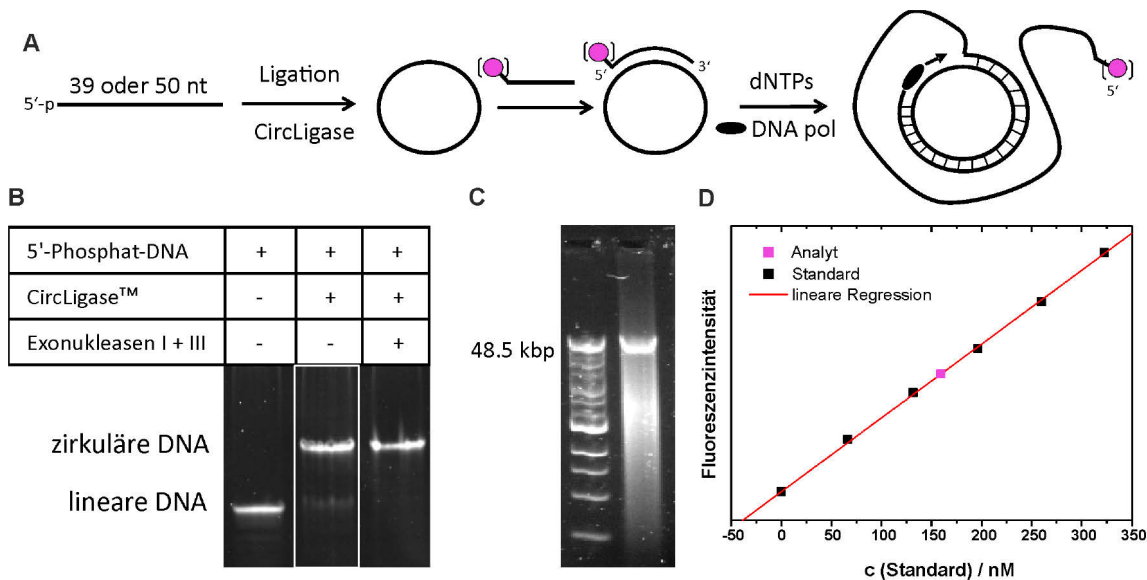 A
5′-p
39 oder 50 nt
Ligation
CircLigase
5′
3′
dNTPs
DNA pol
5′
B
5'-Phosphat-DNA + + +
CircLigase™ - + +
Exonukleasen I + III - - +
zirkuläre DNA
lineare DNA
C
48.5 kbp
D
Analyt
Standard
lineare Regression
Fluoreszenzintensität
-50 0 50 100 150 200 250 300 350
c (Standard) / nM